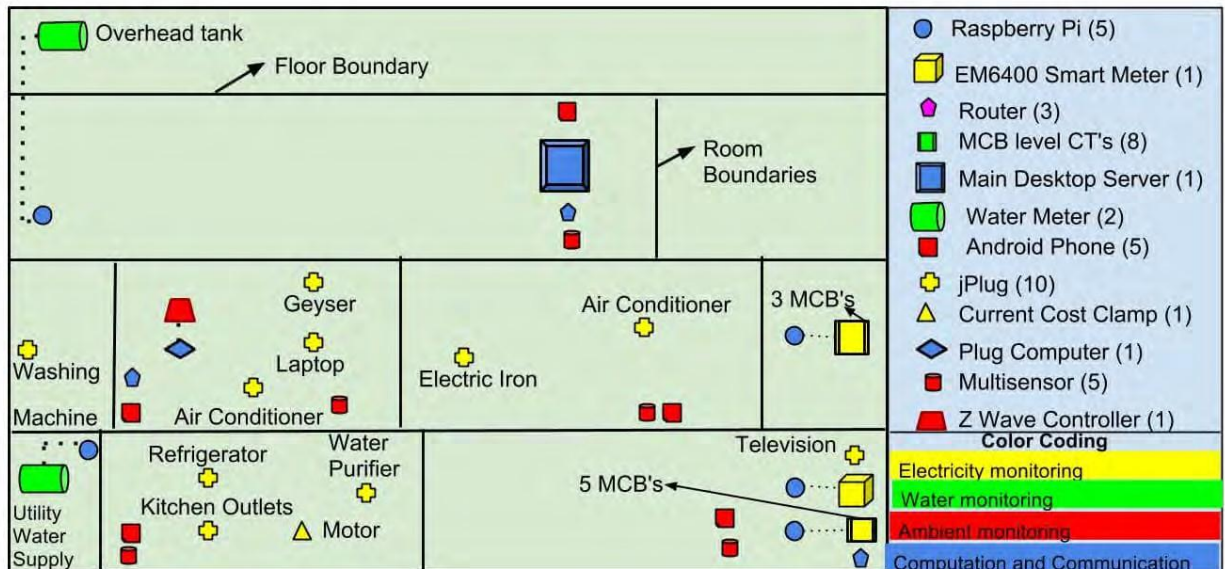 Overhead tank
Floor Boundary
Room
Boundaries
Geyser
Laptop
Air Conditioner
Washing
Machine
Electric Iron
Air Conditioner
3 MCB's
Utility
Water
Supply
Refrigerator
Water
Purifier
Kitchen Outlets
Motor
Television
5 MCB's
Raspberry Pi (5)
EM6400 Smart Meter (1)
Router (3)
MCB level CT's (8)
Main Desktop Server (1)
Water Meter (2)
Android Phone (5)
jPlug (10)
Current Cost Clamp (1)
Plug Computer (1)
Multisensor (5)
Z Wave Controller (1)
Color Coding
Electricity monitoring
Water monitoring
Ambient monitoring
Computation and Communication